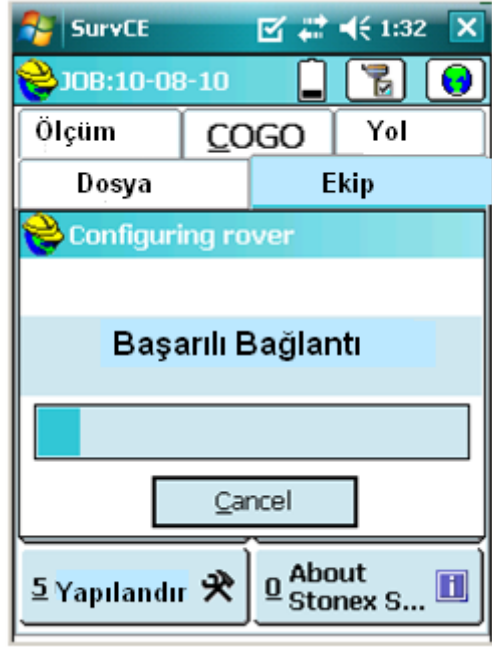 SurvCE 1:32
JOB:10-08-10
Ölçüm COGO Yol
Dosya Ekip
Configuring rover
Başarılı Bağlantı
Cancel
5 Yapılandır
0 About
Stonex S...